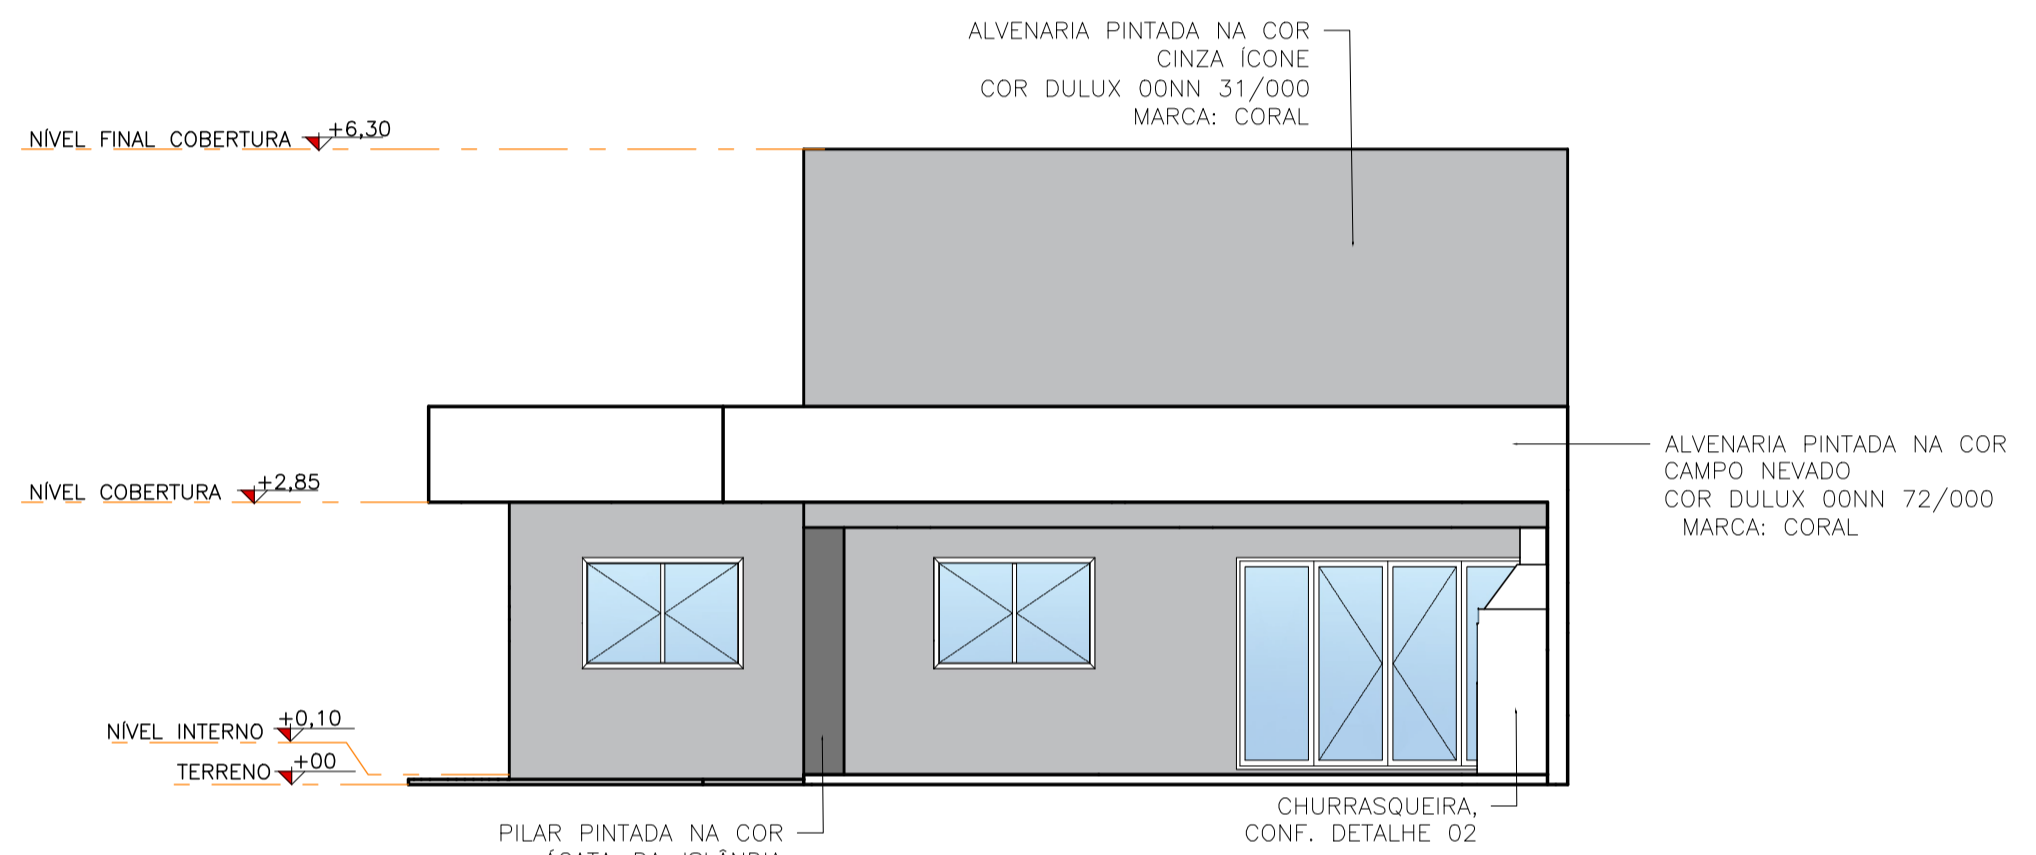 ALVENARIA PINTADA NA COR
CINZA ÍCONE
COR DULUX 00NN 31/000
MARCA: CORAL
NÍVEL FINAL COBERTURA
+6,30
ALVENARIA PINTADA NA COR
CAMPO NEVADO
COR DULUX 00NN 72/000
MARCA: CORAL
NÍVEL COBERTURA
+2,85
NÍVEL INTERNO
+0,10
TERRENO
+00
CHURRASQUEIRA,
CONF. DETALHE 02
PILAR PINTADA NA COR
DA